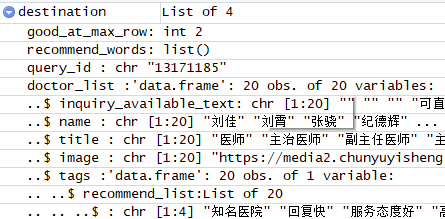 destination List of 4
good_at_max_row: int 2
recommend_words: list()
query_id : chr "13171185"
doctor_list :'data.frame': 20 obs. of 20 variables:
..$ inquiry_available_text: chr [1:20] "" "" "" "可直
..$ name : chr [1:20] "刘佳" "刘霄" "张骁" "纪德辉" ...
..$ title : chr [1:20] "医师" "主治医师" "副主任医师" "主
..$ image : chr [1:20] "https://media2.chunyuyisheng
..$ tags :'data.frame': 20 obs. of 1 variable:
.. ..$ recommend_list:List of 20
.. .. ..$ : chr [1:4] "知名医院" "回复快" "服务态度好"